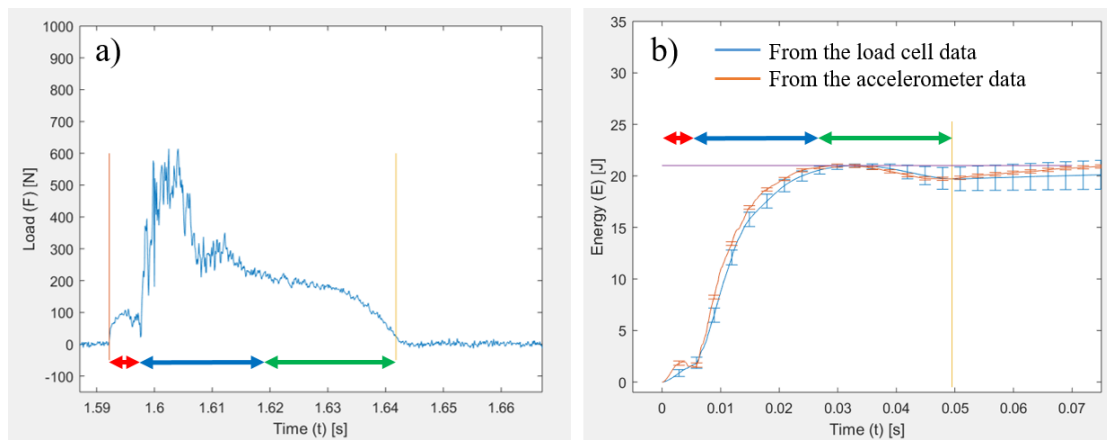 a)
1000
900
800
700
600
500
400
300
200
100
0
-100
Load (F) [N]
1.59 1.6 1.61 1.62 1.63 1.64 1.65 1.66
Time (t) [s]
b)
From the load cell data
From the accelerometer data
35
30
25
20
15
10
5
0
Energy (E) [J]
0 0.01 0.02 0.03 0.04 0.05 0.06 0.07
Time (t) [s]